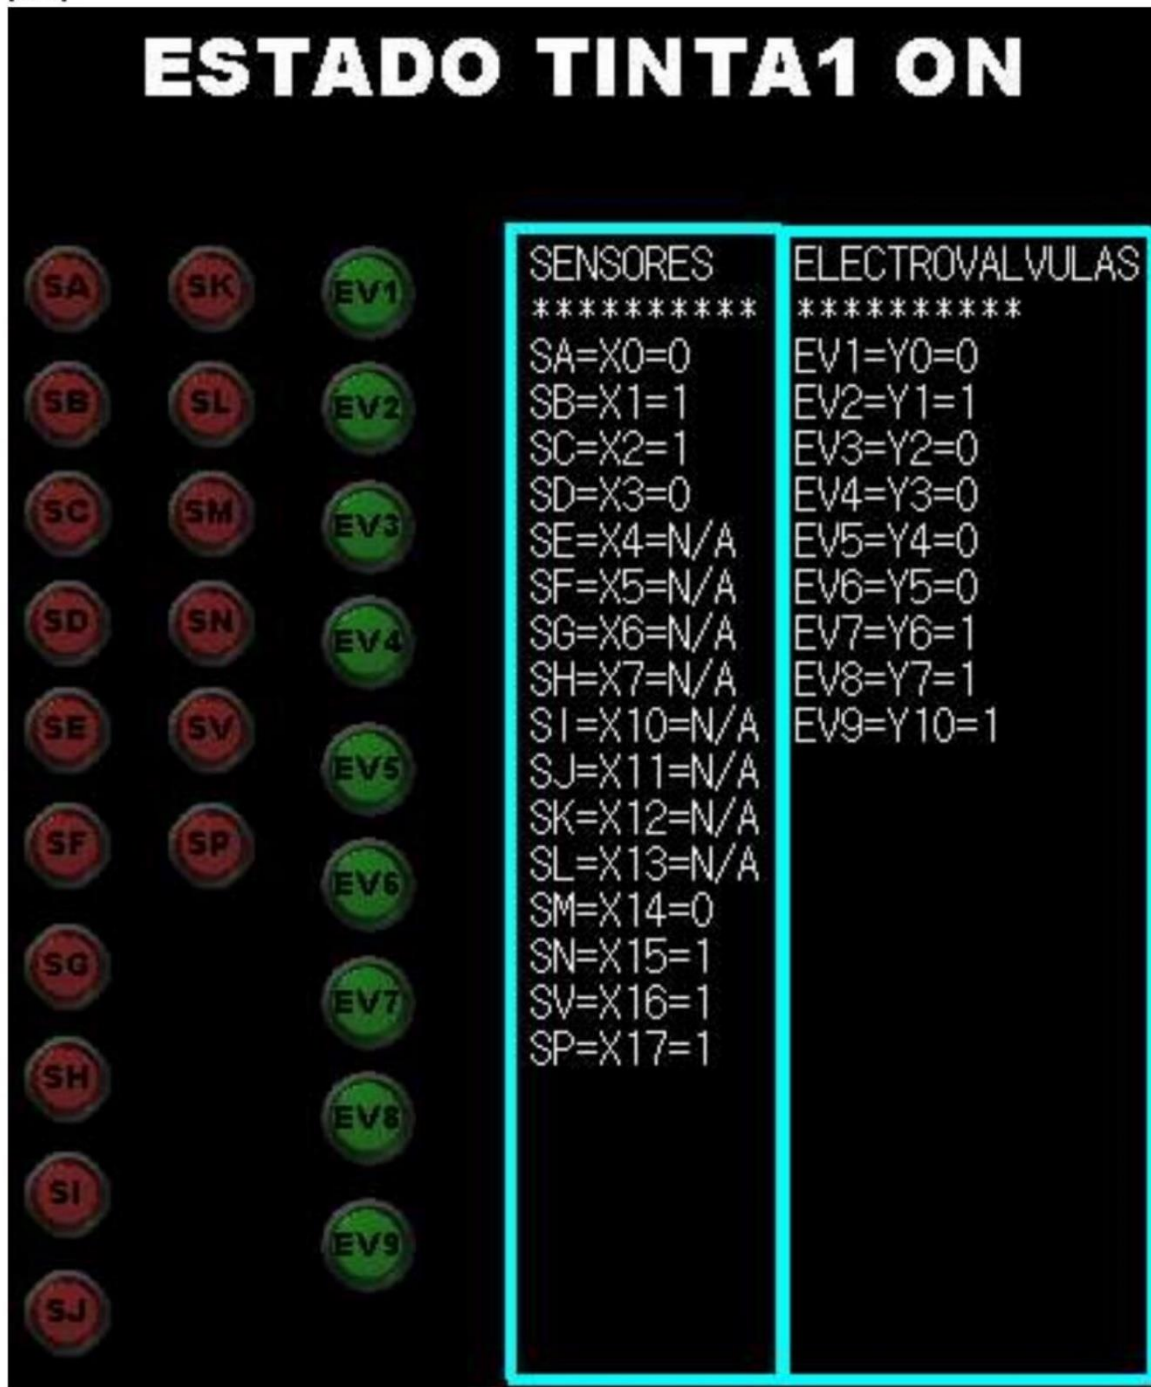 ESTADO TINTA1 ON
SA
SB
SC
SD
SE
SF
SG
SH
SI
SJ
SK
SL
SM
SN
SV
SP
EV1
EV2
EV3
EV4
EV5
EV6
EV7
EV8
EV9
SENSORES
**********
SA=X0=0
SB=X1=1
SC=X2=1
SD=X3=0
SE=X4=N/A
SF=X5=N/A
SG=X6=N/A
SH=X7=N/A
SI=X10=N/A
SJ=X11=N/A
SK=X12=N/A
SL=X13=N/A
SM=X14=0
SN=X15=1
SV=X16=1
SP=X17=1
ELECTROVALVULAS
**********
EV1=Y0=0
EV2=Y1=1
EV3=Y2=0
EV4=Y3=0
EV5=Y4=0
EV6=Y5=0
EV7=Y6=1
EV8=Y7=1
EV9=Y10=1